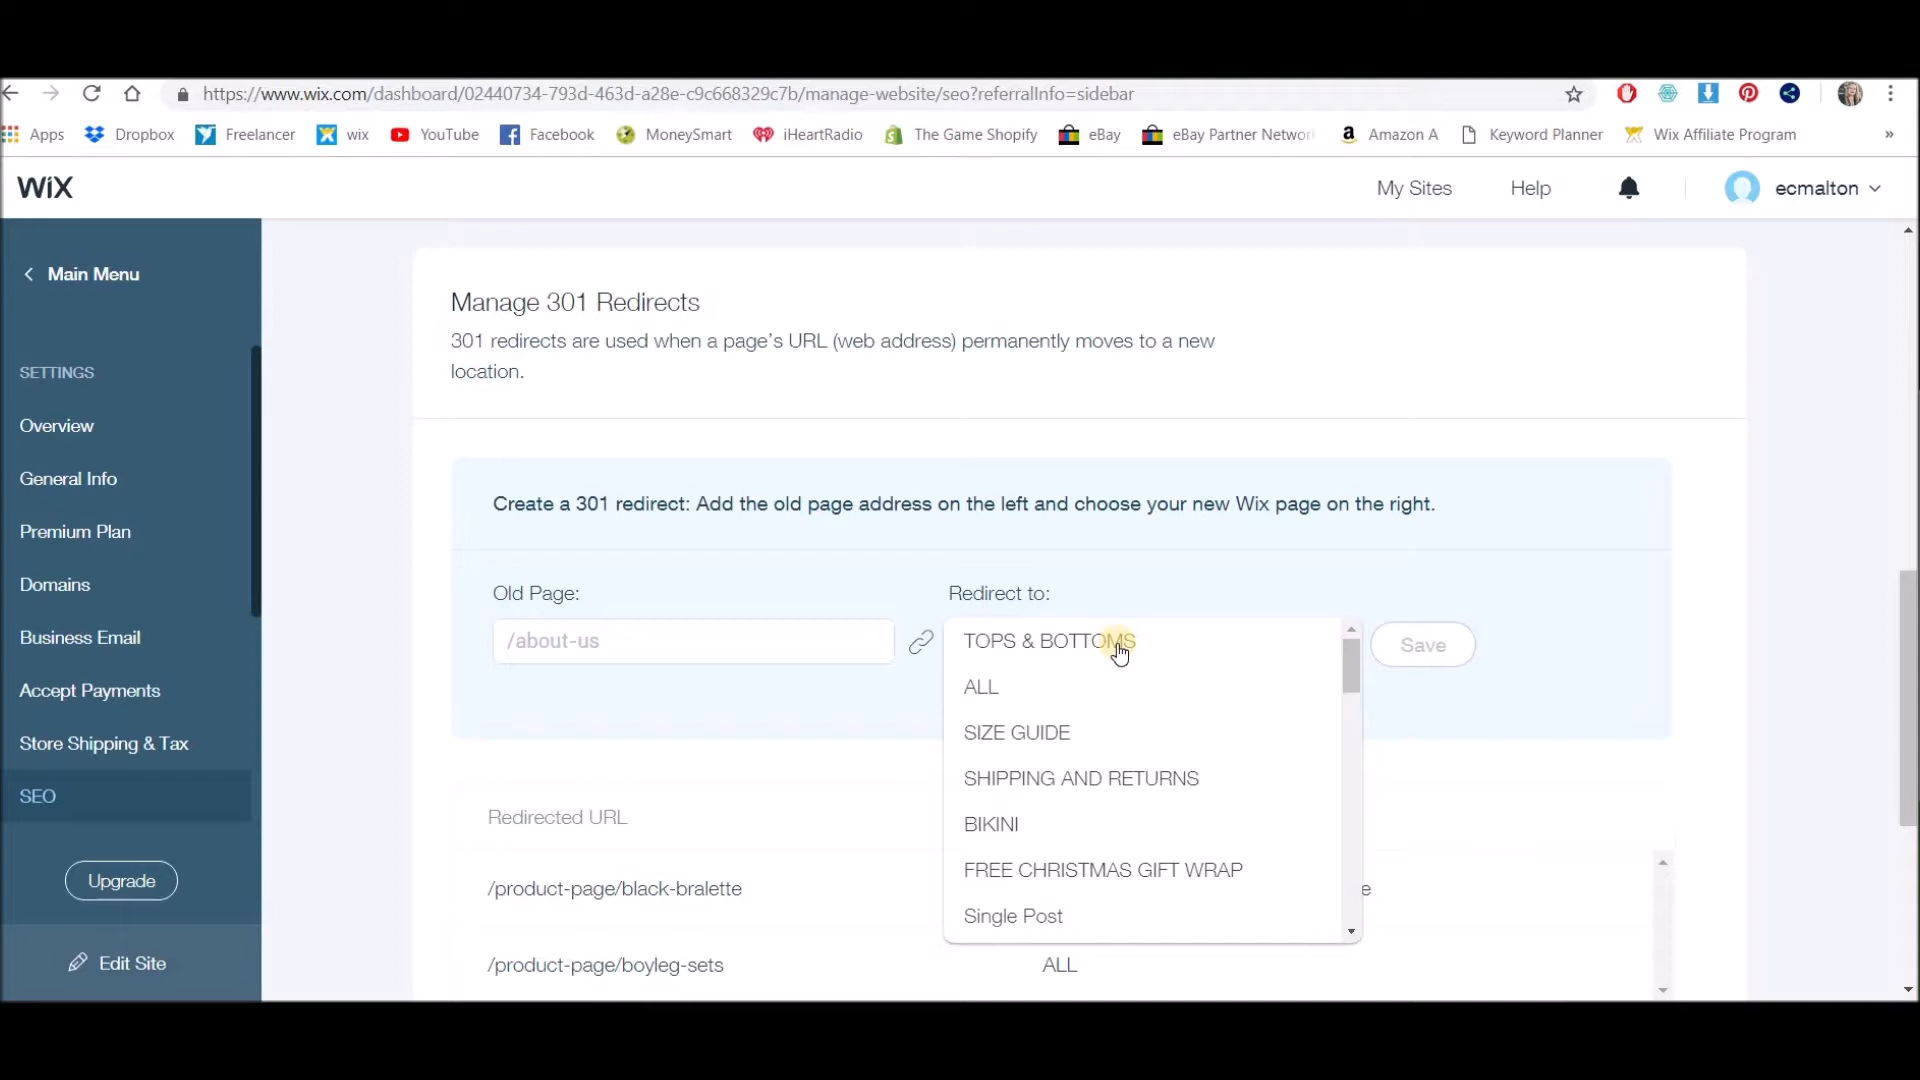 https://www.wix.com/dashboard/02440734-793d-463d-a28e-c9c668329c7b/manage-website/seo?referralInfo=sidebar
Apps Dropbox Freelancer wix YouTube Facebook MoneySmart iHeartRadio The Game Shopify eBay eBay Partner Networ Amazon A Keyword Planner Wix Affiliate Program »
WiX My Sites Help ecmalton
Main Menu
SETTINGS
Overview
General Info
Premium Plan
Domains
Business Email
Accept Payments
Store Shipping & Tax
SEO
Upgrade
Edit Site
Manage 301 Redirects
301 redirects are used when a page's URL (web address) permanently moves to a new
location.
Create a 301 redirect: Add the old page address on the left and choose your new Wix page on the right.
Old Page: Redirect to:
/about-us
TOPS & BOTTOMS
Save
ALL
SIZE GUIDE
SHIPPING AND RETURNS
BIKINI
FREE CHRISTMAS GIFT WRAP
Single Post
Redirected URL
/product-page/black-bralette e
/product-page/boyleg-sets ALL